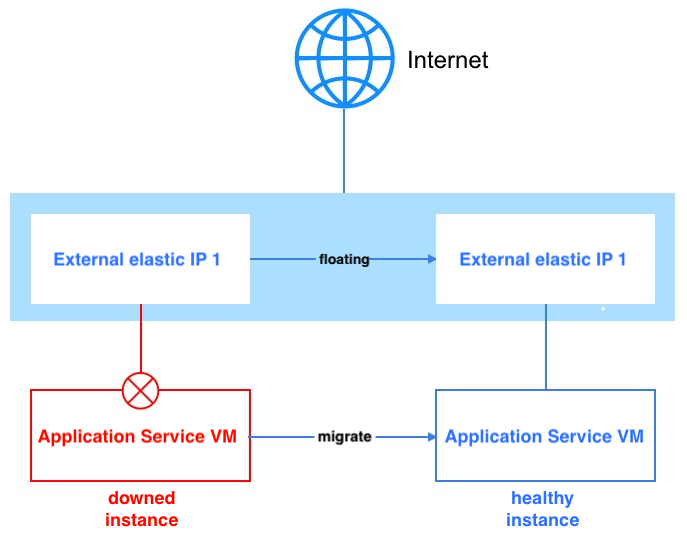 Internet
External elastic IP 1
floating
External elastic IP 1
Application Service VM
migrate
Application Service VM
downed
instance
healthy
instance